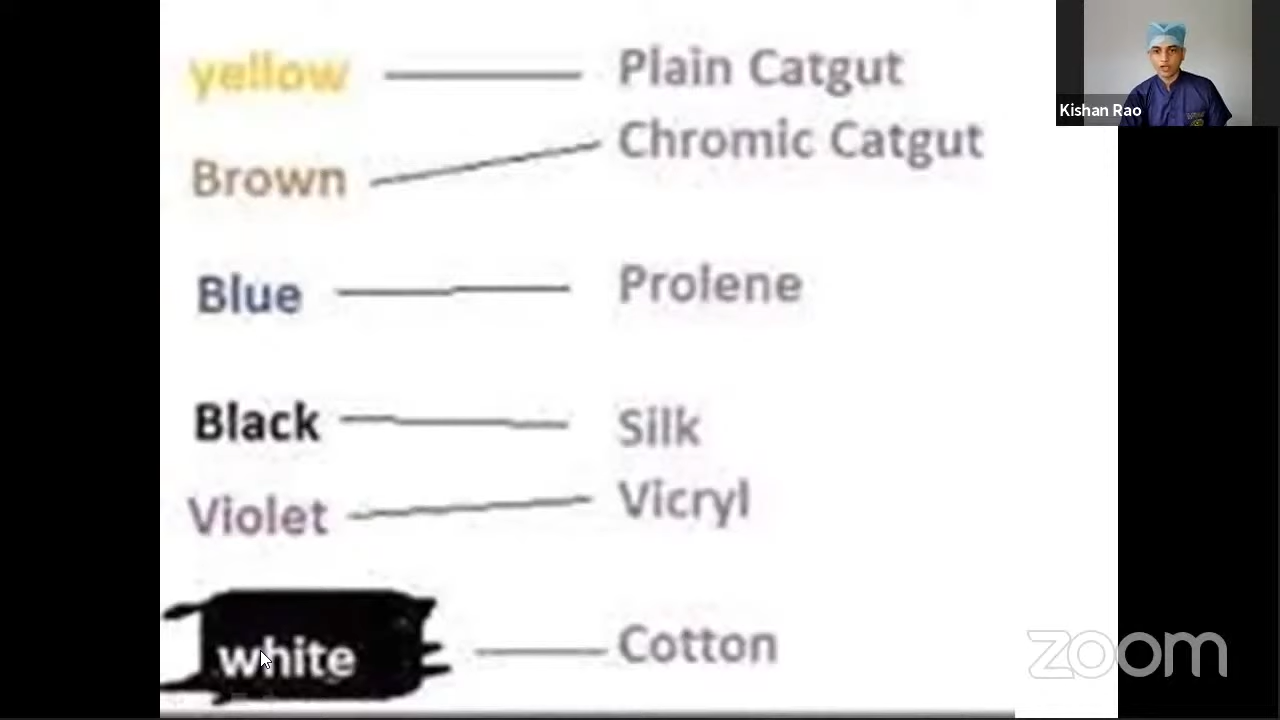 yellow Plain Catgut
Brown Chromic Catgut
Blue Prolene
Black Silk
Violet Vicryl
white Cotton
Kishan Rao
zoom